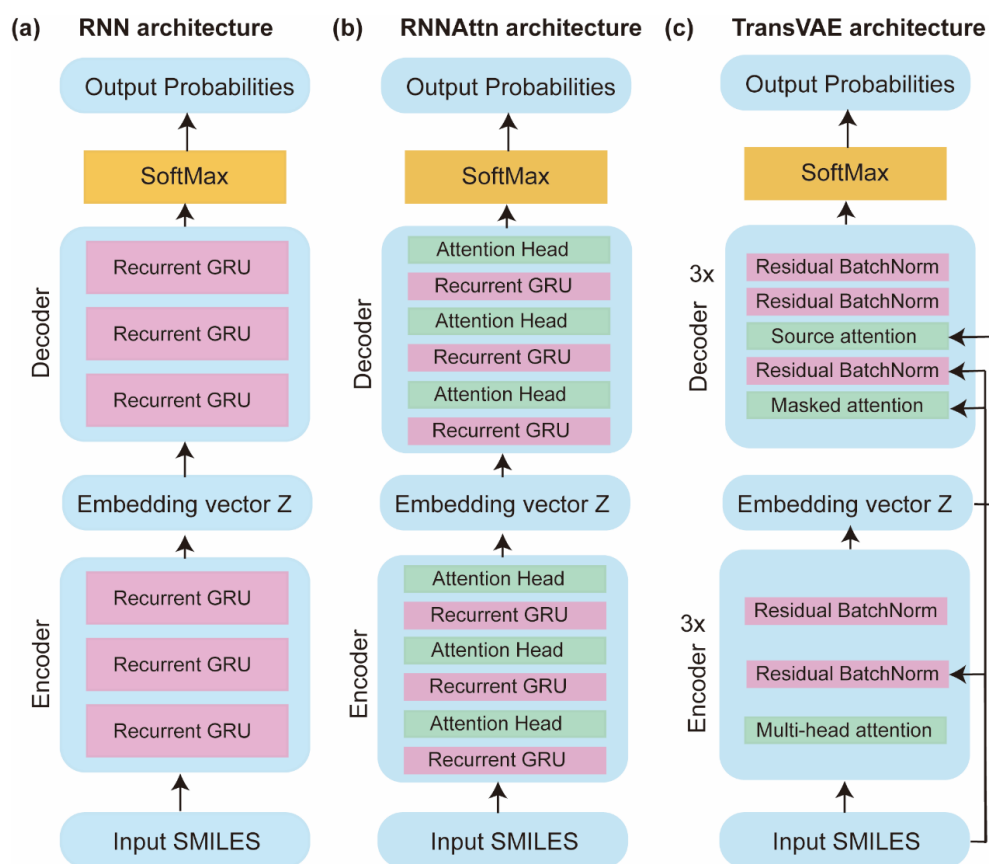 (a) RNN architecture
Output Probabilities
SoftMax
Decoder
Recurrent GRU
Recurrent GRU
Recurrent GRU
Embedding vector Z
Encoder
Recurrent GRU
Recurrent GRU
Recurrent GRU
Input SMILES
(b) RNNAttn architecture
Output Probabilities
SoftMax
Decoder
Attention Head
Recurrent GRU
Attention Head
Recurrent GRU
Attention Head
Recurrent GRU
Embedding vector Z
Encoder
Attention Head
Recurrent GRU
Attention Head
Recurrent GRU
Attention Head
Recurrent GRU
Input SMILES
(c) TransVAE architecture
Output Probabilities
SoftMax
3x
Decoder
Residual BatchNorm
Residual BatchNorm
Source attention
Residual BatchNorm
Masked attention
Embedding vector Z
3x
Encoder
Residual BatchNorm
Residual BatchNorm
Multi-head attention
Input SMILES